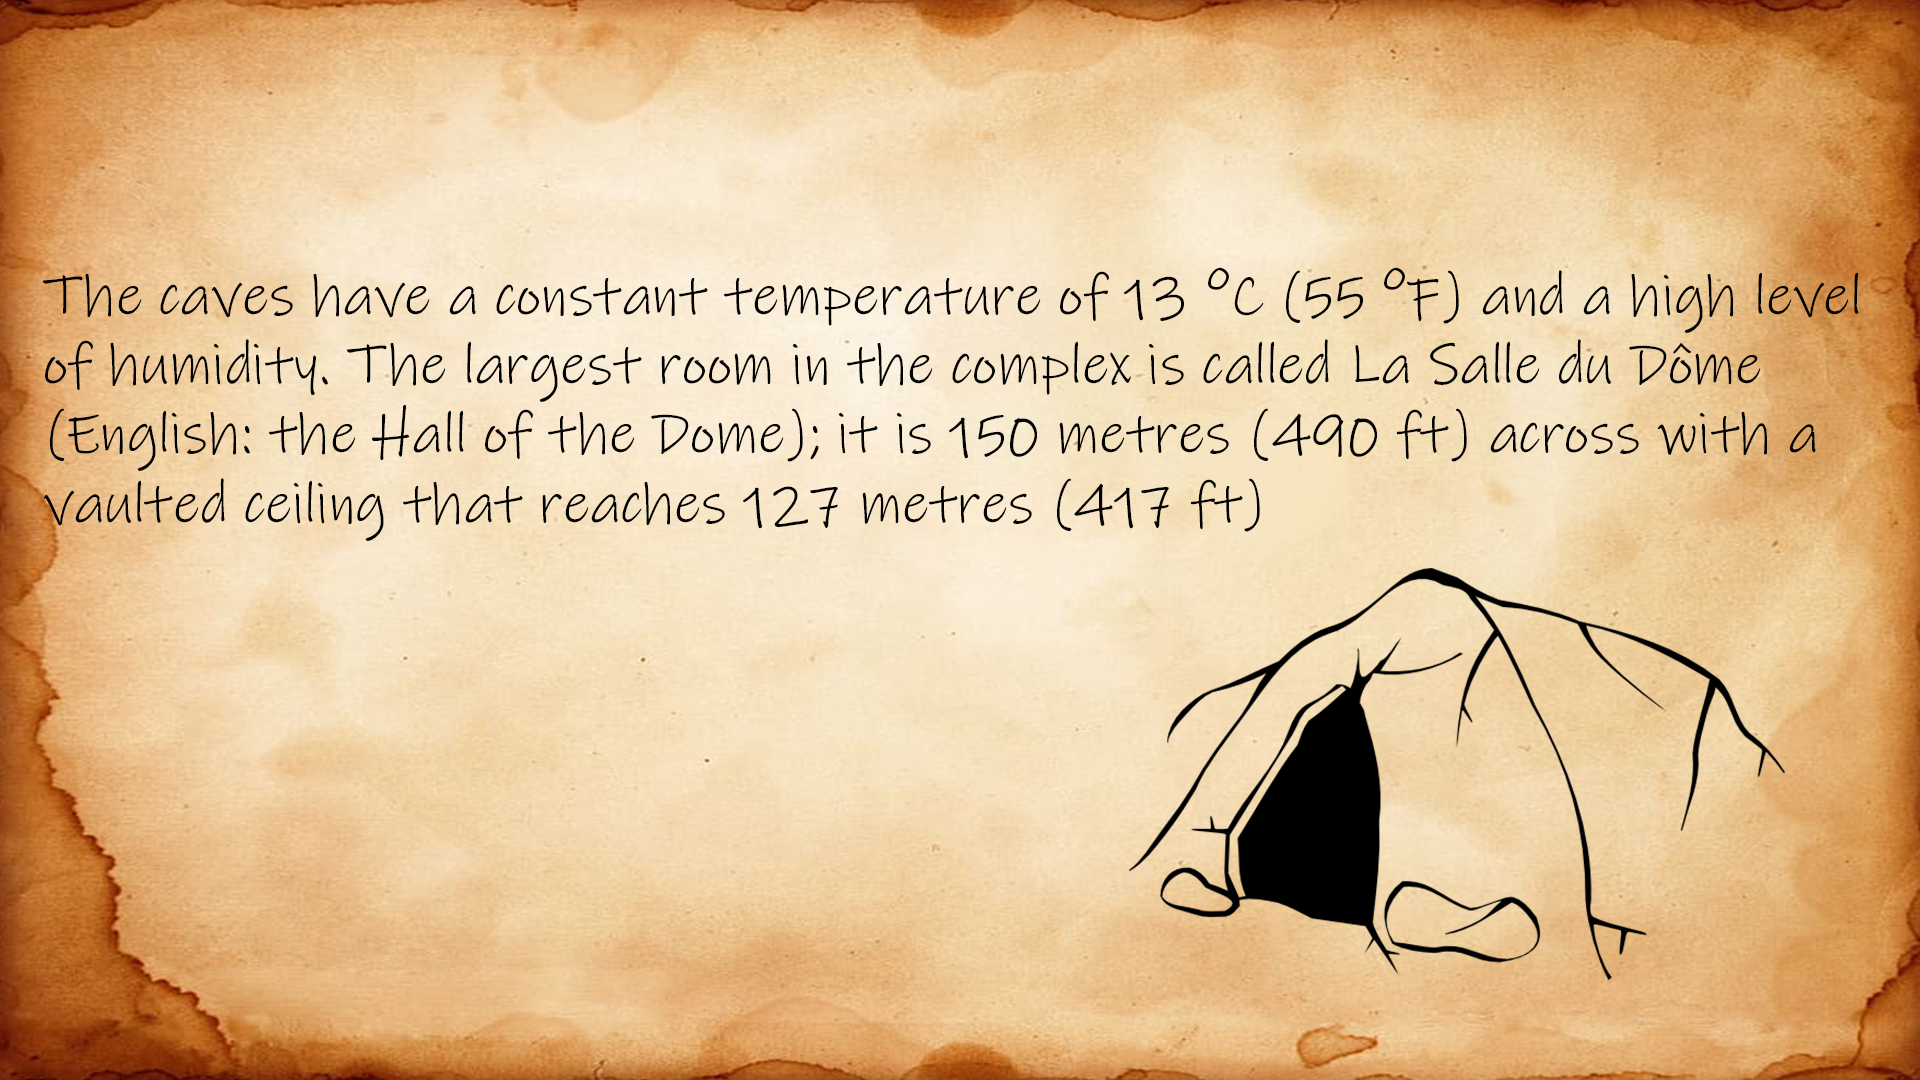 The caves have a constant temperature of 13 °C (55 °F) and a high level
of humidity. The largest room in the complex is called La Salle du Dôme
(English: the Hall of the Dome); it is 150 metres (490 ft) across with a
vaulted ceiling that reaches 127 metres (417 ft)